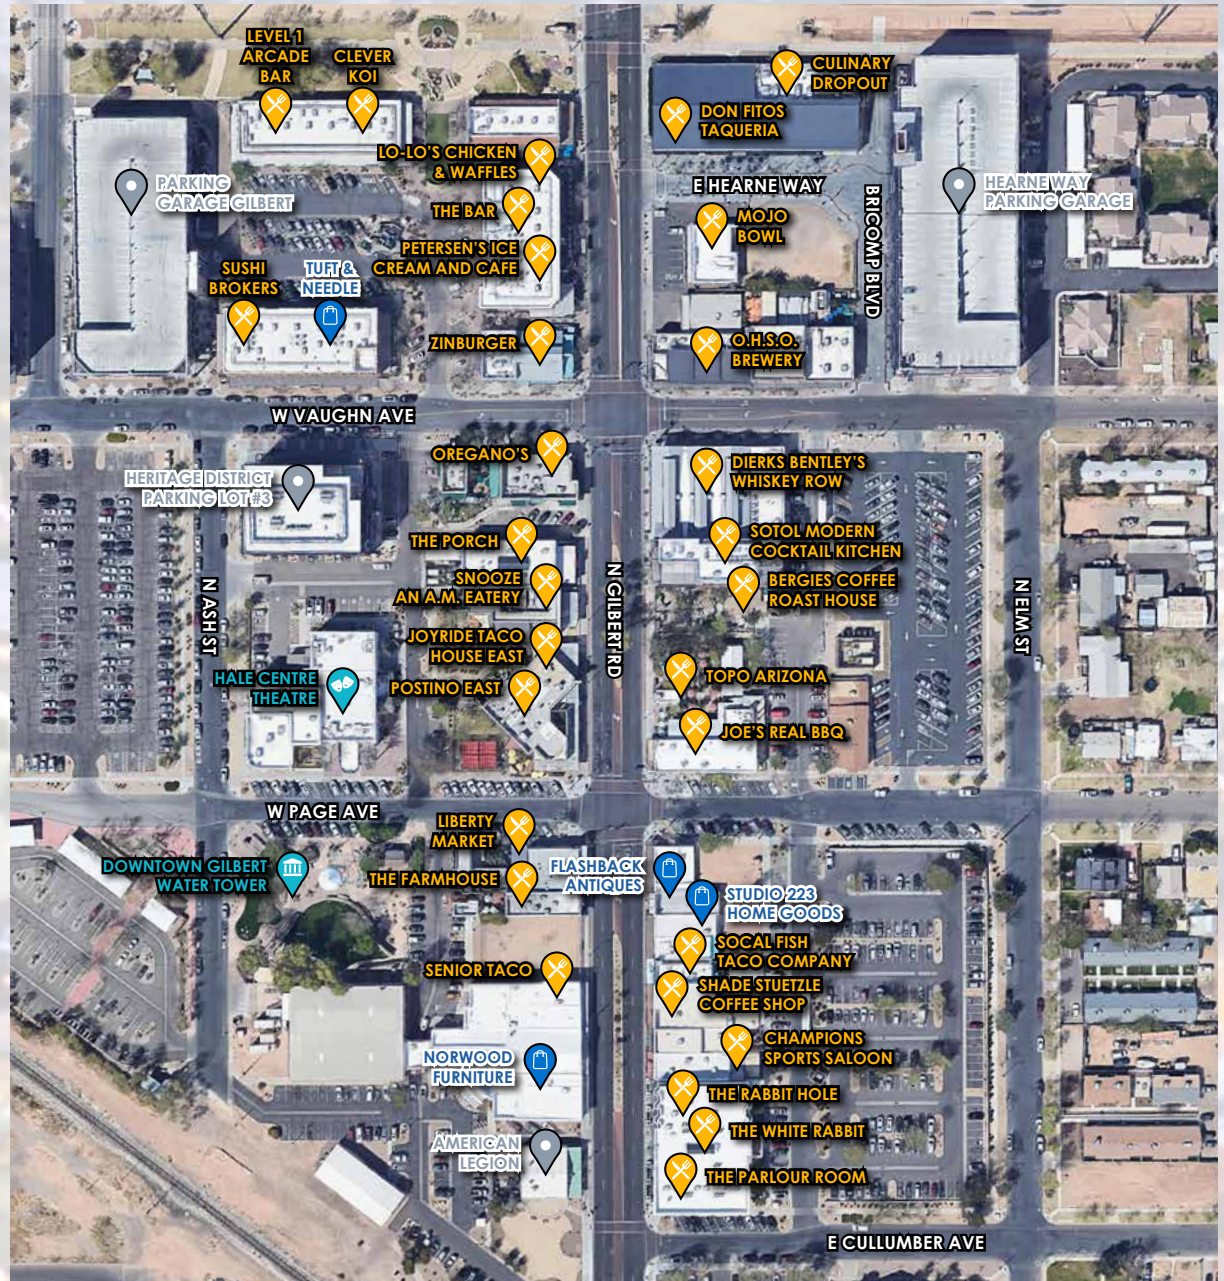 LEVEL 1
ARCADE
BAR
CLEVER
KOI
CULINARY
DROPOUT
DON FITOS
TAQUERIA
LO-LO'S CHICKEN
& WAFFLES
PARKING
GARAGE GILBERT
E HEARNE WAY
HEARNE WAY
PARKING GARAGE
THE BAR
MOJO
BOWL
BRICOMP BLVD
PETERSEN'S ICE
CREAM AND CAFE
SUSHI
BROKERS
TUFT &
NEEDLE
ZINBURGER
O.H.S.O.
BREWERY
W VAUGHN AVE
OREGANO'S
DIERKS BENTLEY'S
WHISKEY ROW
HERITAGE DISTRICT
PARKING LOT #3
THE PORCH
SOTOL MODERN
COCKTAIL KITCHEN
SNOOZE
AN A.M. EATERY
BERGIES COFFEE
ROAST HOUSE
N ASH ST
N GILBERT RD
N ELM ST
JOYRIDE TACO
HOUSE EAST
HALE CENTRE
THEATRE
POSTINO EAST
TOPO ARIZONA
JOE'S REAL BBQ
W PAGE AVE
LIBERTY
MARKET
DOWNTOWN GILBERT
WATER TOWER
THE FARMHOUSE
FLASHBACK
ANTIQUES
STUDIO 223
HOME GOODS
SOCAL FISH
TACO COMPANY
SENIOR TACO
SHADE STUETZLE
COFFEE SHOP
CHAMPIONS
SPORTS SALOON
NORWOOD
FURNITURE
THE RABBIT HOLE
THE WHITE RABBIT
AMERICAN
LEGION
THE PARLOUR ROOM
E CULLUMBER AVE